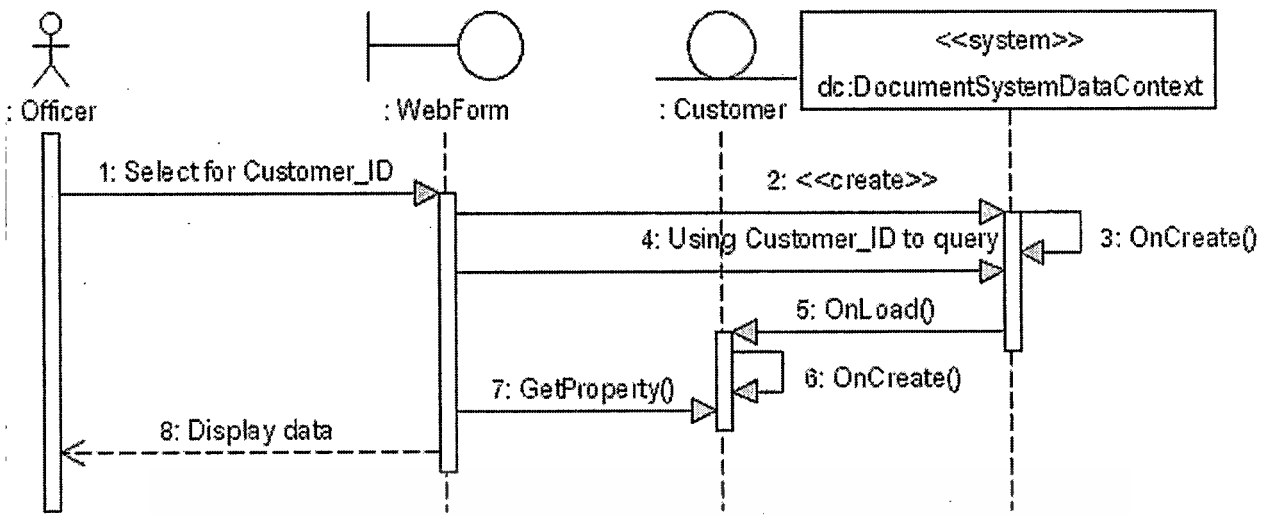 <<system>>
dc:DocumentSystemDataContext
: Officer
: WebForm
: Customer
1: Select for Customer_ID
2: <<create>>
3: OnCreate()
4: Using Customer_ID to query
5: OnLoad()
6: OnCreate()
7: GetProperty()
8: Display data